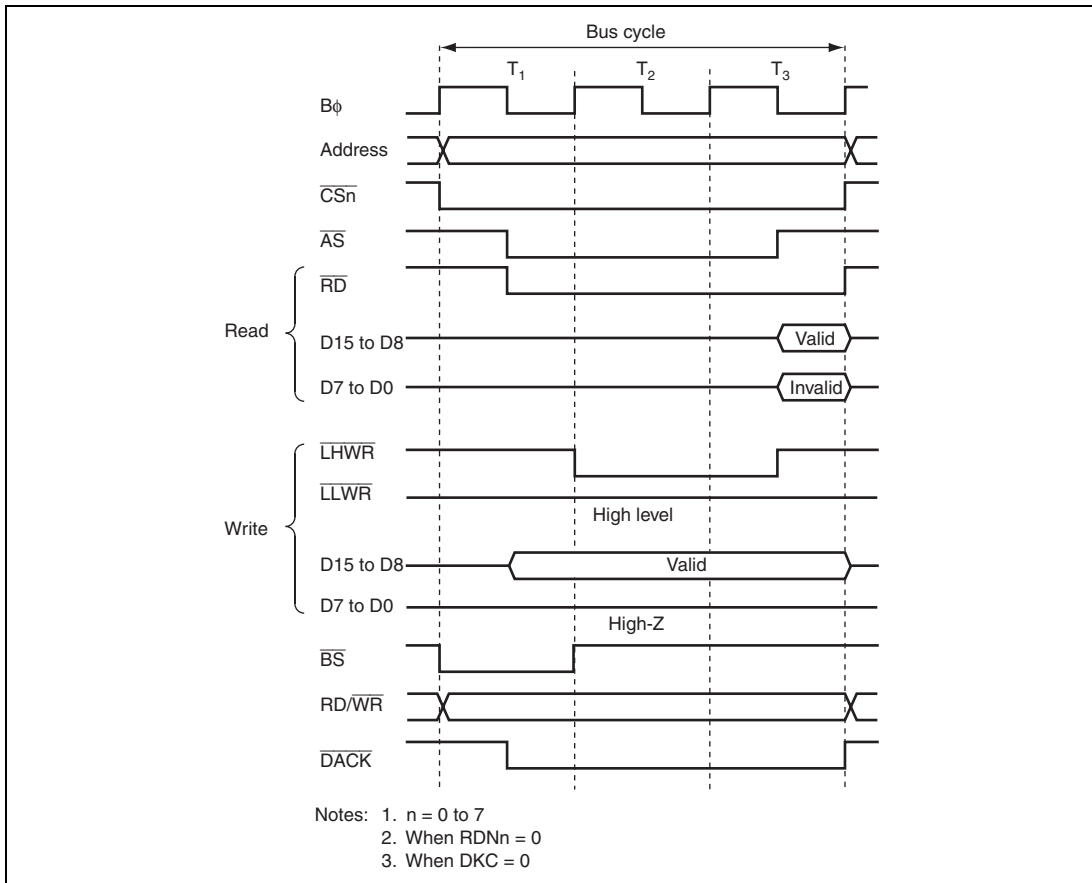 Bus cycle
T1 T2 T3
Bϕ
Address
CSn
AS
RD
Read
D15 to D8 Valid
D7 to D0 Invalid
LHWR
LLWR
High level
Write
D15 to D8 Valid
D7 to D0
High-Z
BS
RD/WR
DACK
Notes: 1. n = 0 to 7
2. When RDNn = 0
3. When DKC = 0